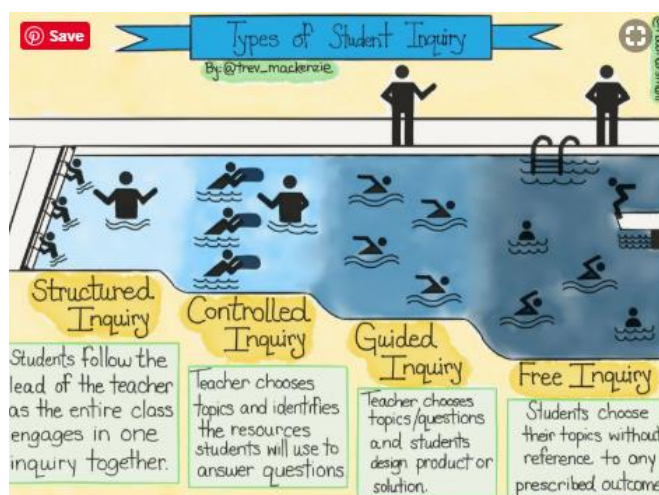 Save
Types of Student Inquiry
By: @trev_mackenzie
Structured
Inquiry
Students follow the
lead of the teacher
as the entire class
engages in one
inquiry together.
Controlled
Inquiry
Teacher chooses
topics and identifies
the resources
students will use to
answer questions
Guided
Inquiry
Teacher chooses
topics/questions
and students
design product or
solution.
Free Inquiry
Students choose
their topics without
reference to any
prescribed outcome